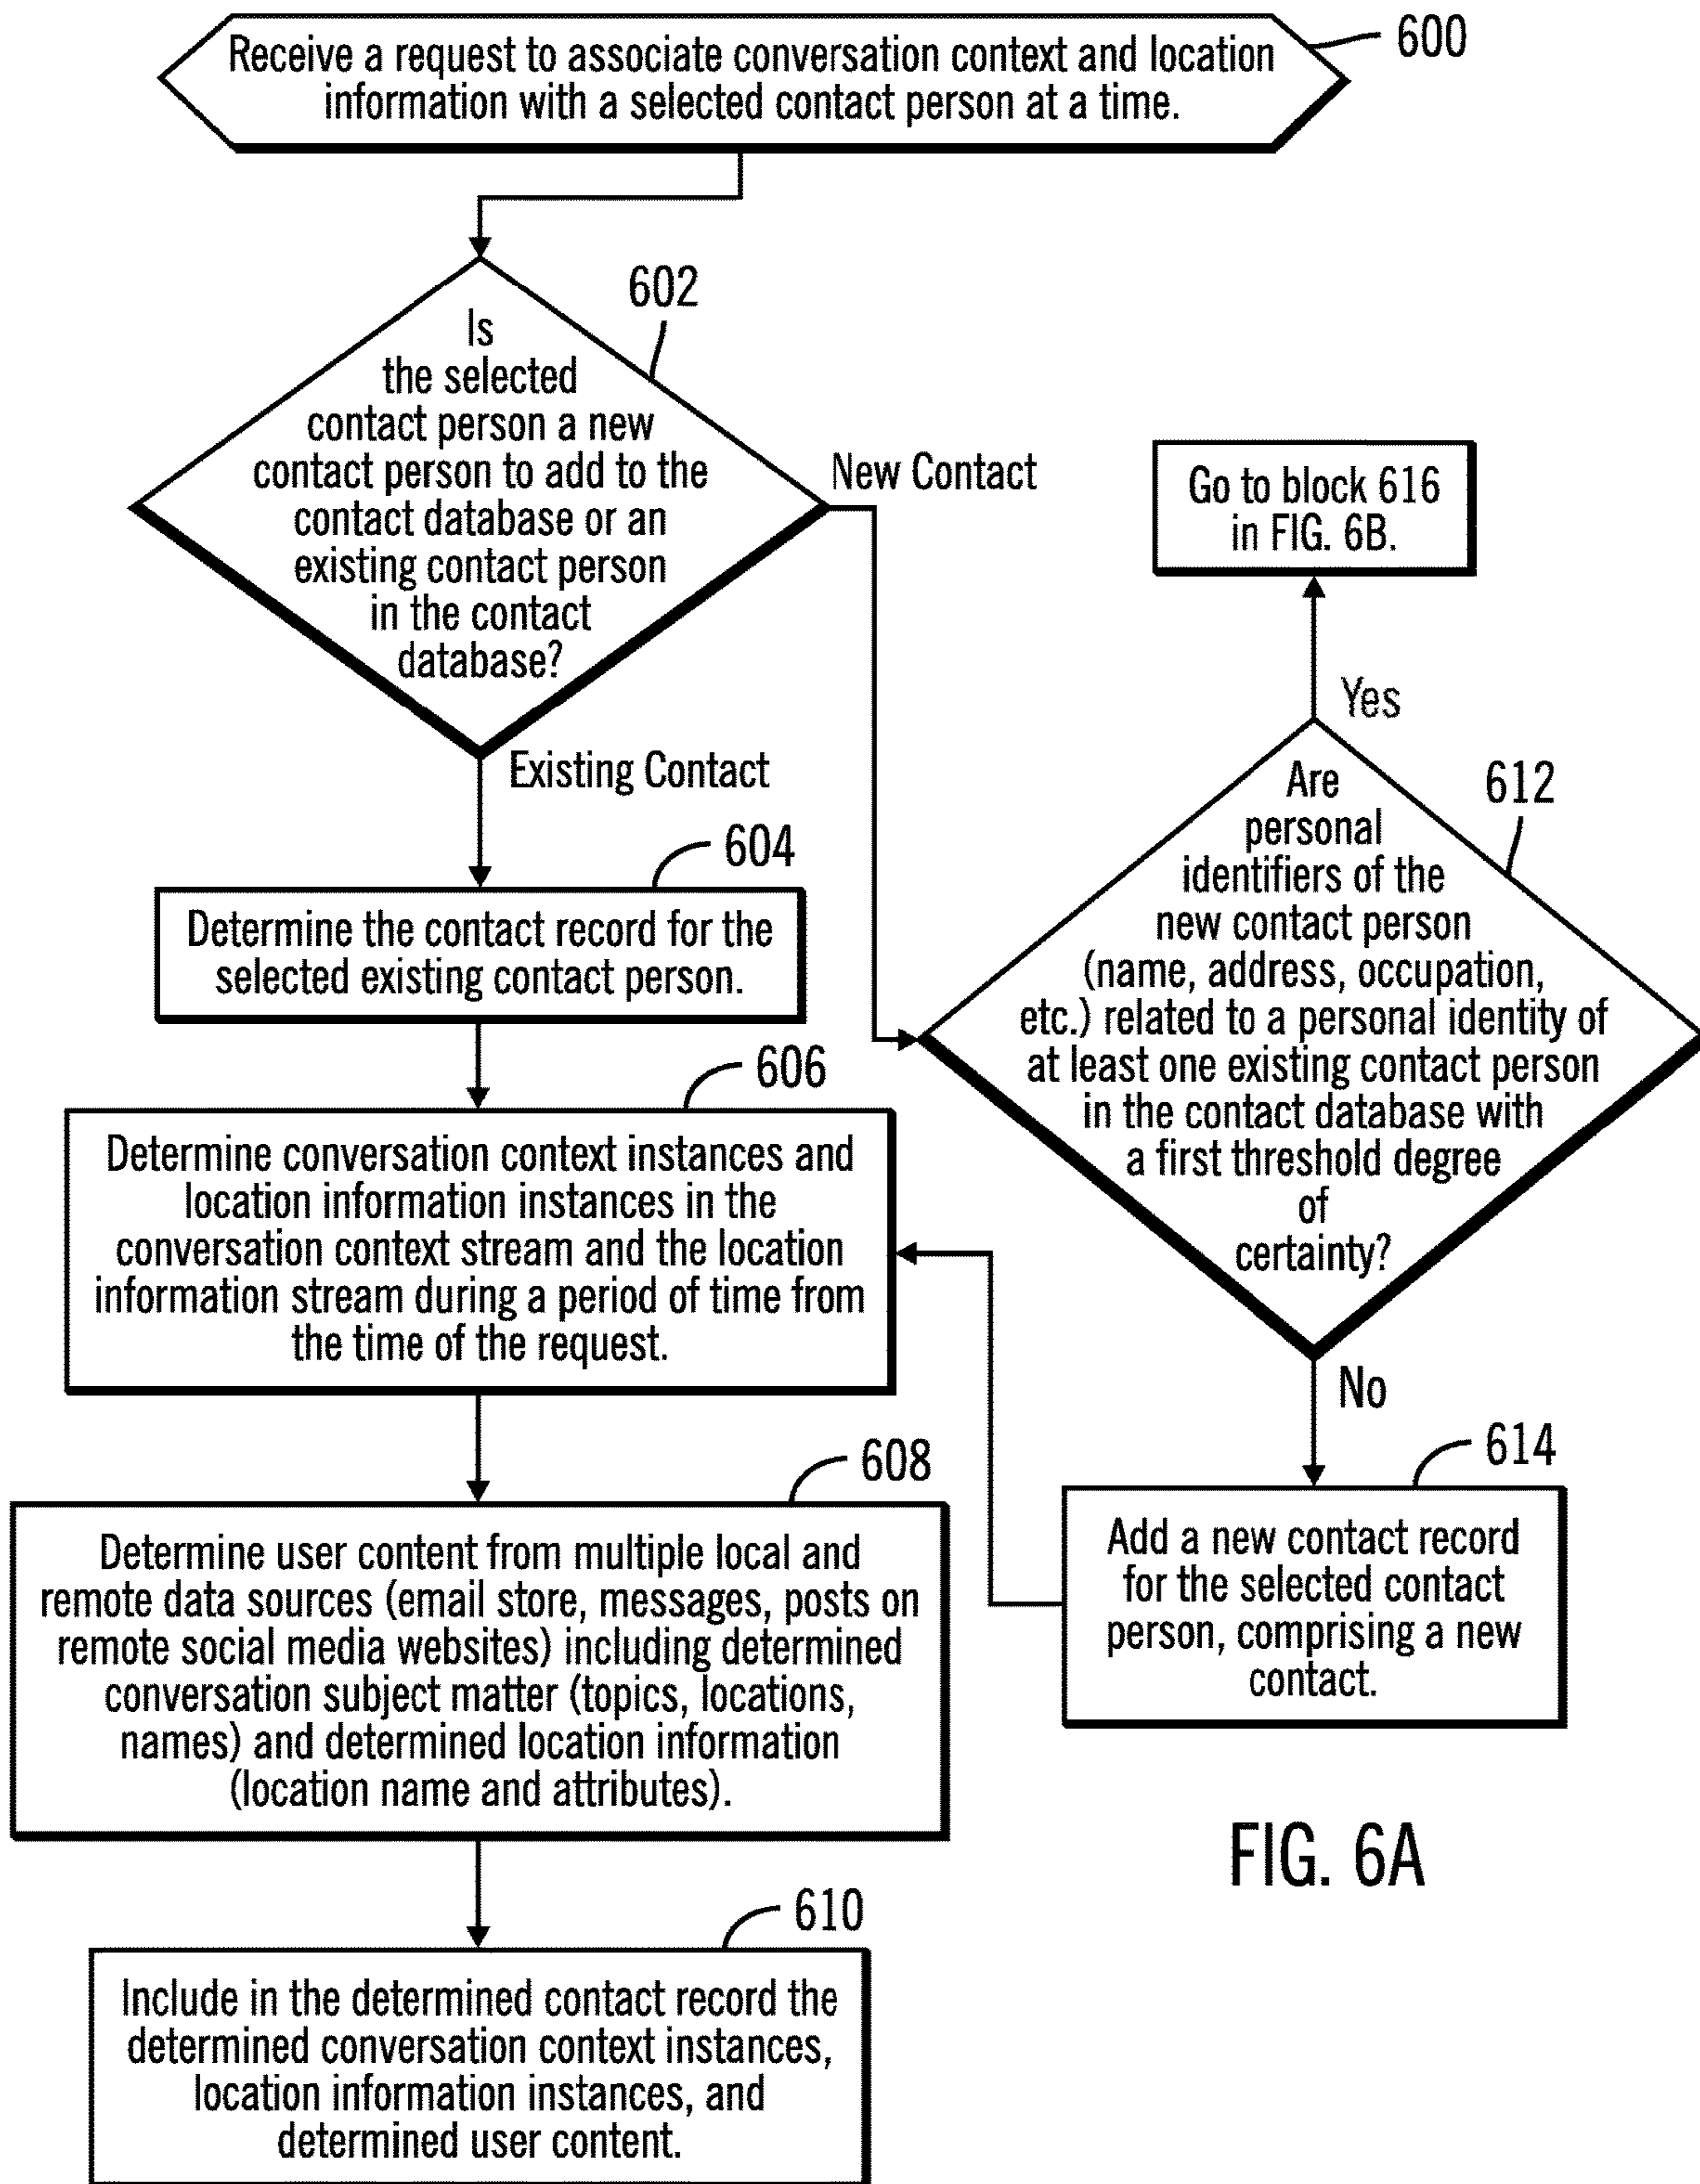 600
Receive a request to associate conversation context and location
information with a selected contact person at a time.
602
Is
the selected
contact person a new
contact person to add to the
contact database or an
existing contact person
in the contact
database?
New Contact
Existing Contact
604
Determine the contact record for the
selected existing contact person.
606
Determine conversation context instances and
location information instances in the
conversation context stream and the location
information stream during a period of time from
the time of the request.
608
Determine user content from multiple local and
remote data sources (email store, messages, posts on
remote social media websites) including determined
conversation subject matter (topics, locations,
names) and determined location information
(location name and attributes).
610
Include in the determined contact record the
determined conversation context instances,
location information instances, and
determined user content.
Go to block 616
in FIG. 6B.
Yes
612
Are
personal
identifiers of the
new contact person
(name, address, occupation,
etc.) related to a personal identity of
at least one existing contact person
in the contact database with
a first threshold degree
of
certainty?
No
614
Add a new contact record
for the selected contact
person, comprising a new
contact.
FIG. 6A